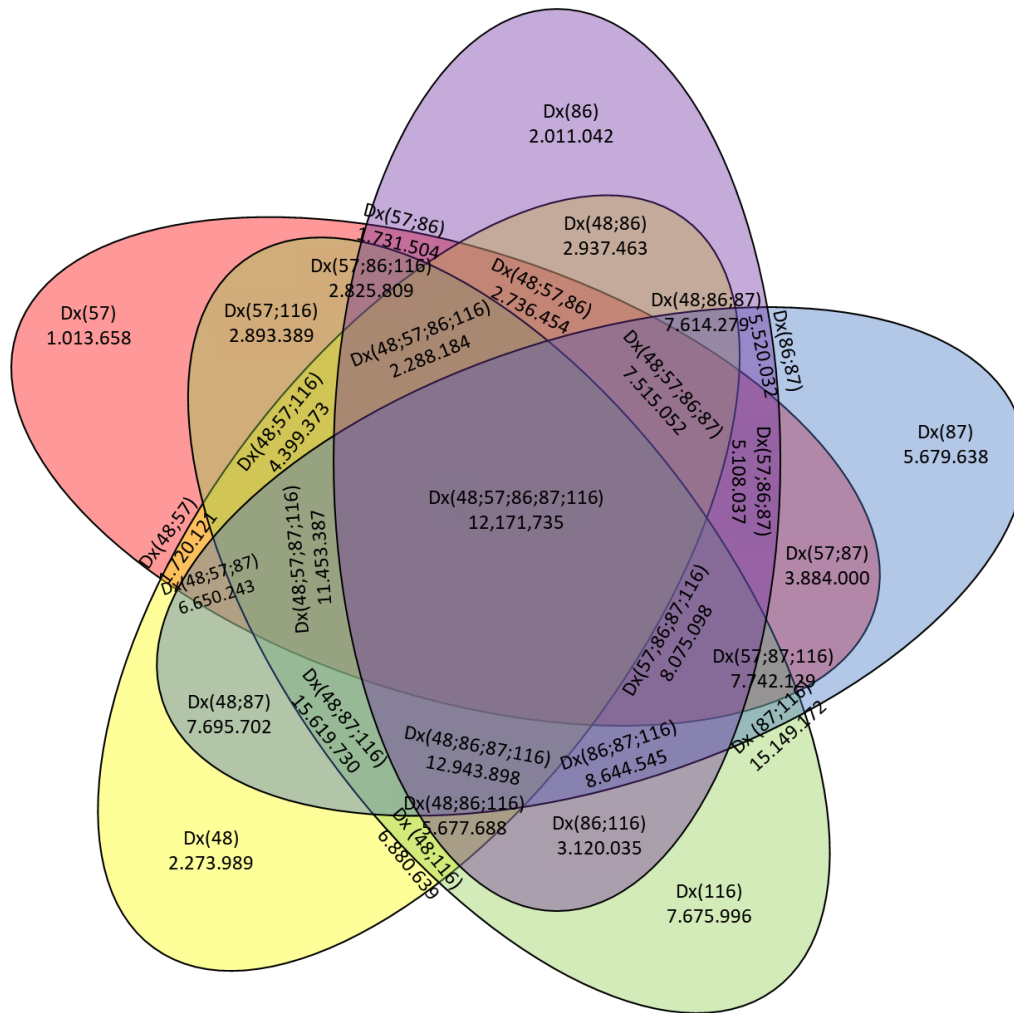 Dx(86)
2.011.042
Dx(57;86)
1.731.504
Dx(48;86)
2.937.463
Dx(57;86;116)
2.825.809
Dx(48;57,86)
2.736.454
Dx(48;86;87)
7.614.279
Dx(86;87)
5.520.032
Dx(57)
1.013.658
Dx(57;116)
2.893.389
Dx(48;57;86;116)
2.288.184
Dx(48;57;86;87)
7.515.052
Dx(87)
5.679.638
Dx(48;57;116)
4.399.373
Dx(57;86;87)
5.108.037
Dx(48;57;86;87;116)
12,171,735
Dx(48;57)
1.720.121
Dx(48;57;87)
6.650.243
Dx(48;57;87;116)
11.453.387
Dx(57;87)
3.884.000
Dx(57;86;87;116)
8.075.098
Dx(57;87;116)
7.742.129
Dx(87;116)
15.149.172
Dx(48;87)
7.695.702
Dx(48;87;116)
15.619.730
Dx(48;86;87;116)
12.943.898
Dx(86;87;116)
8.644.545
Dx(48;86;116)
5.677.688
Dx (48;116)
6.880.639
Dx(86;116)
3.120.035
Dx(48)
2.273.989
Dx(116)
7.675.996